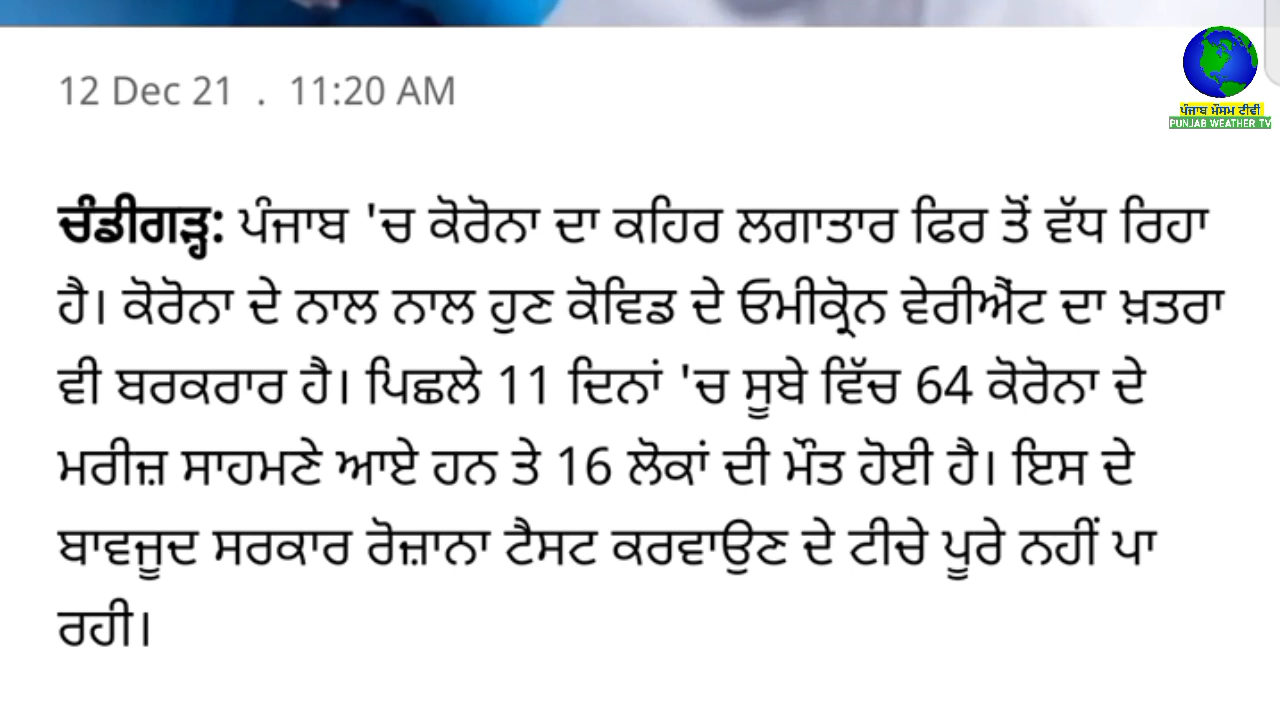 12 Dec 21 . 11:20 AM
ਪੰਜਾਬ ਮੌਸਮ ਟੀਵੀ
PUNJAB WEATHER TV
ਚੰਡੀਗੜ੍ਹ: ਪੰਜਾਬ 'ਚ ਕੋਰੋਨਾ ਦਾ ਕਹਿਰ ਲਗਾਤਾਰ ਫਿਰ ਤੋਂ ਵੱਧ ਰਿਹਾ
ਹੈ। ਕੋਰੋਨਾ ਦੇ ਨਾਲ ਨਾਲ ਹੁਣ ਕੋਵਿਡ ਦੇ ਓਮੀਕ੍ਰੋਨ ਵੇਰੀਐਂਟ ਦਾ ਖ਼ਤਰਾ
ਵੀ ਬਰਕਰਾਰ ਹੈ। ਪਿਛਲੇ 11 ਦਿਨਾਂ 'ਚ ਸੂਬੇ ਵਿੱਚ 64 ਕੋਰੋਨਾ ਦੇ
ਮਰੀਜ਼ ਸਾਹਮਣੇ ਆਏ ਹਨ ਤੇ 16 ਲੋਕਾਂ ਦੀ ਮੌਤ ਹੋਈ ਹੈ। ਇਸ ਦੇ
ਬਾਵਜੂਦ ਸਰਕਾਰ ਰੋਜ਼ਾਨਾ ਟੈਸਟ ਕਰਵਾਉਣ ਦੇ ਟੀਚੇ ਪੂਰੇ ਨਹੀਂ ਪਾ
ਰਹੀ।